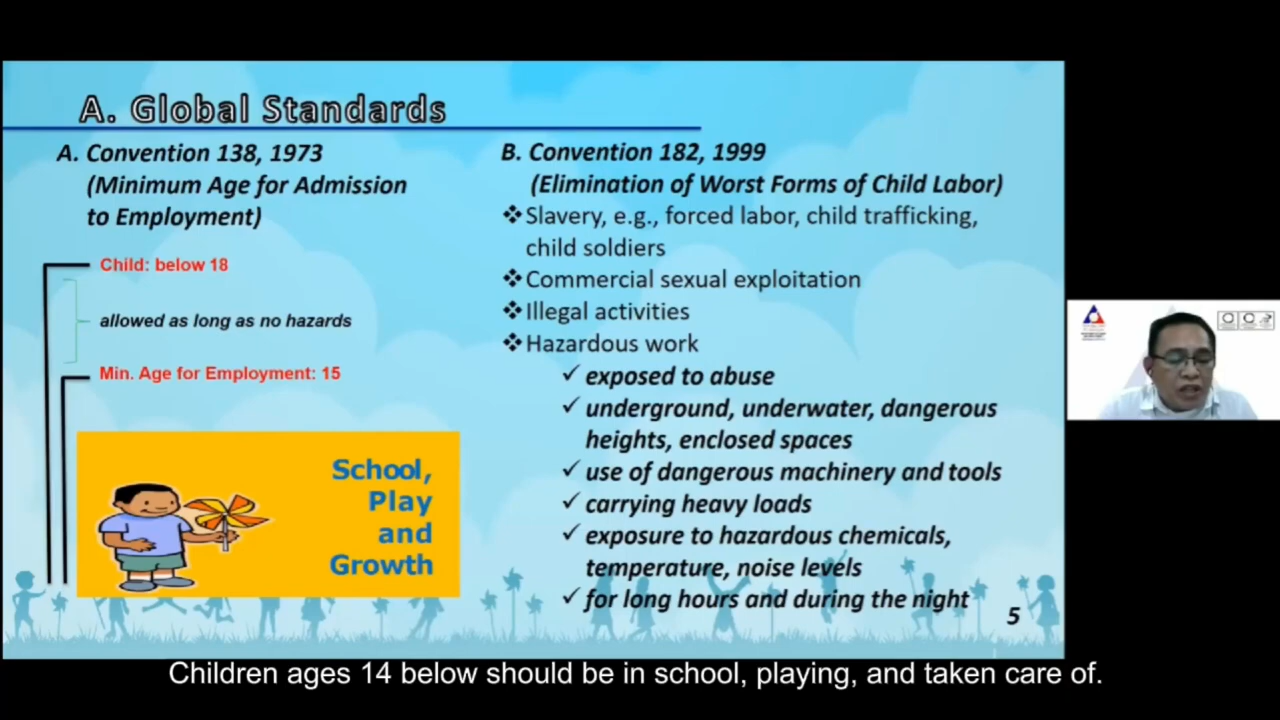 A. Global Standards
A. Convention 138, 1973
(Minimum Age for Admission
to Employment)
Child: below 18
allowed as long as no hazards
Min. Age for Employment: 15
School,
Play
and
Growth
B. Convention 182, 1999
(Elimination of Worst Forms of Child Labor)
❖Slavery, e.g., forced labor, child trafficking,
child soldiers
❖Commercial sexual exploitation
❖Illegal activities
❖Hazardous work
✓ exposed to abuse
✓ underground, underwater, dangerous
heights, enclosed spaces
✓ use of dangerous machinery and tools
✓ carrying heavy loads
✓ exposure to hazardous chemicals,
temperature, noise levels
✓ for long hours and during the night
5
Children ages 14 below should be in school, playing, and taken care of.